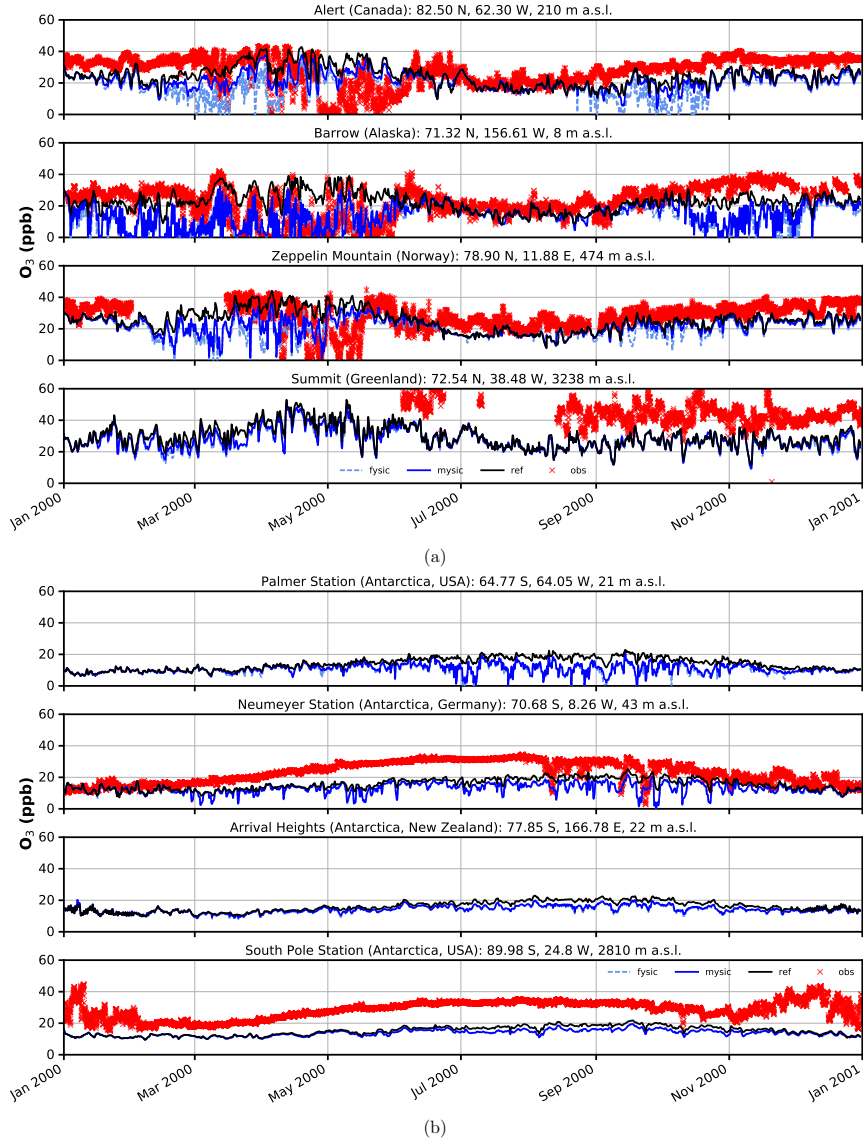 Alert (Canada): 82.50 N, 62.30 W, 210 m a.s.l.
60
40
20
0
Barrow (Alaska): 71.32 N, 156.61 W, 8 m a.s.l.
60
40
20
0
O3 (ppb)
Zeppelin Mountain (Norway): 78.90 N, 11.88 E, 474 m a.s.l.
60
40
20
0
Summit (Greenland): 72.54 N, 38.48 W, 3238 m a.s.l.
60
40
20
0
fysic mysic ref obs
Jan 2000 Mar 2000 May 2000 Jul 2000 Sep 2000 Nov 2000 Jan 2001
(a)
Palmer Station (Antarctica, USA): 64.77 S, 64.05 W, 21 m a.s.l.
60
40
20
0
Neumeyer Station (Antarctica, Germany): 70.68 S, 8.26 W, 43 m a.s.l.
60
40
20
0
O3 (ppb)
Arrival Heights (Antarctica, New Zealand): 77.85 S, 166.78 E, 22 m a.s.l.
60
40
20
0
South Pole Station (Antarctica, USA): 89.98 S, 24.8 W, 2810 m a.s.l.
60
40
20
0
fysic mysic ref obs
Jan 2000 Mar 2000 May 2000 Jul 2000 Sep 2000 Nov 2000 Jan 2001
(b)